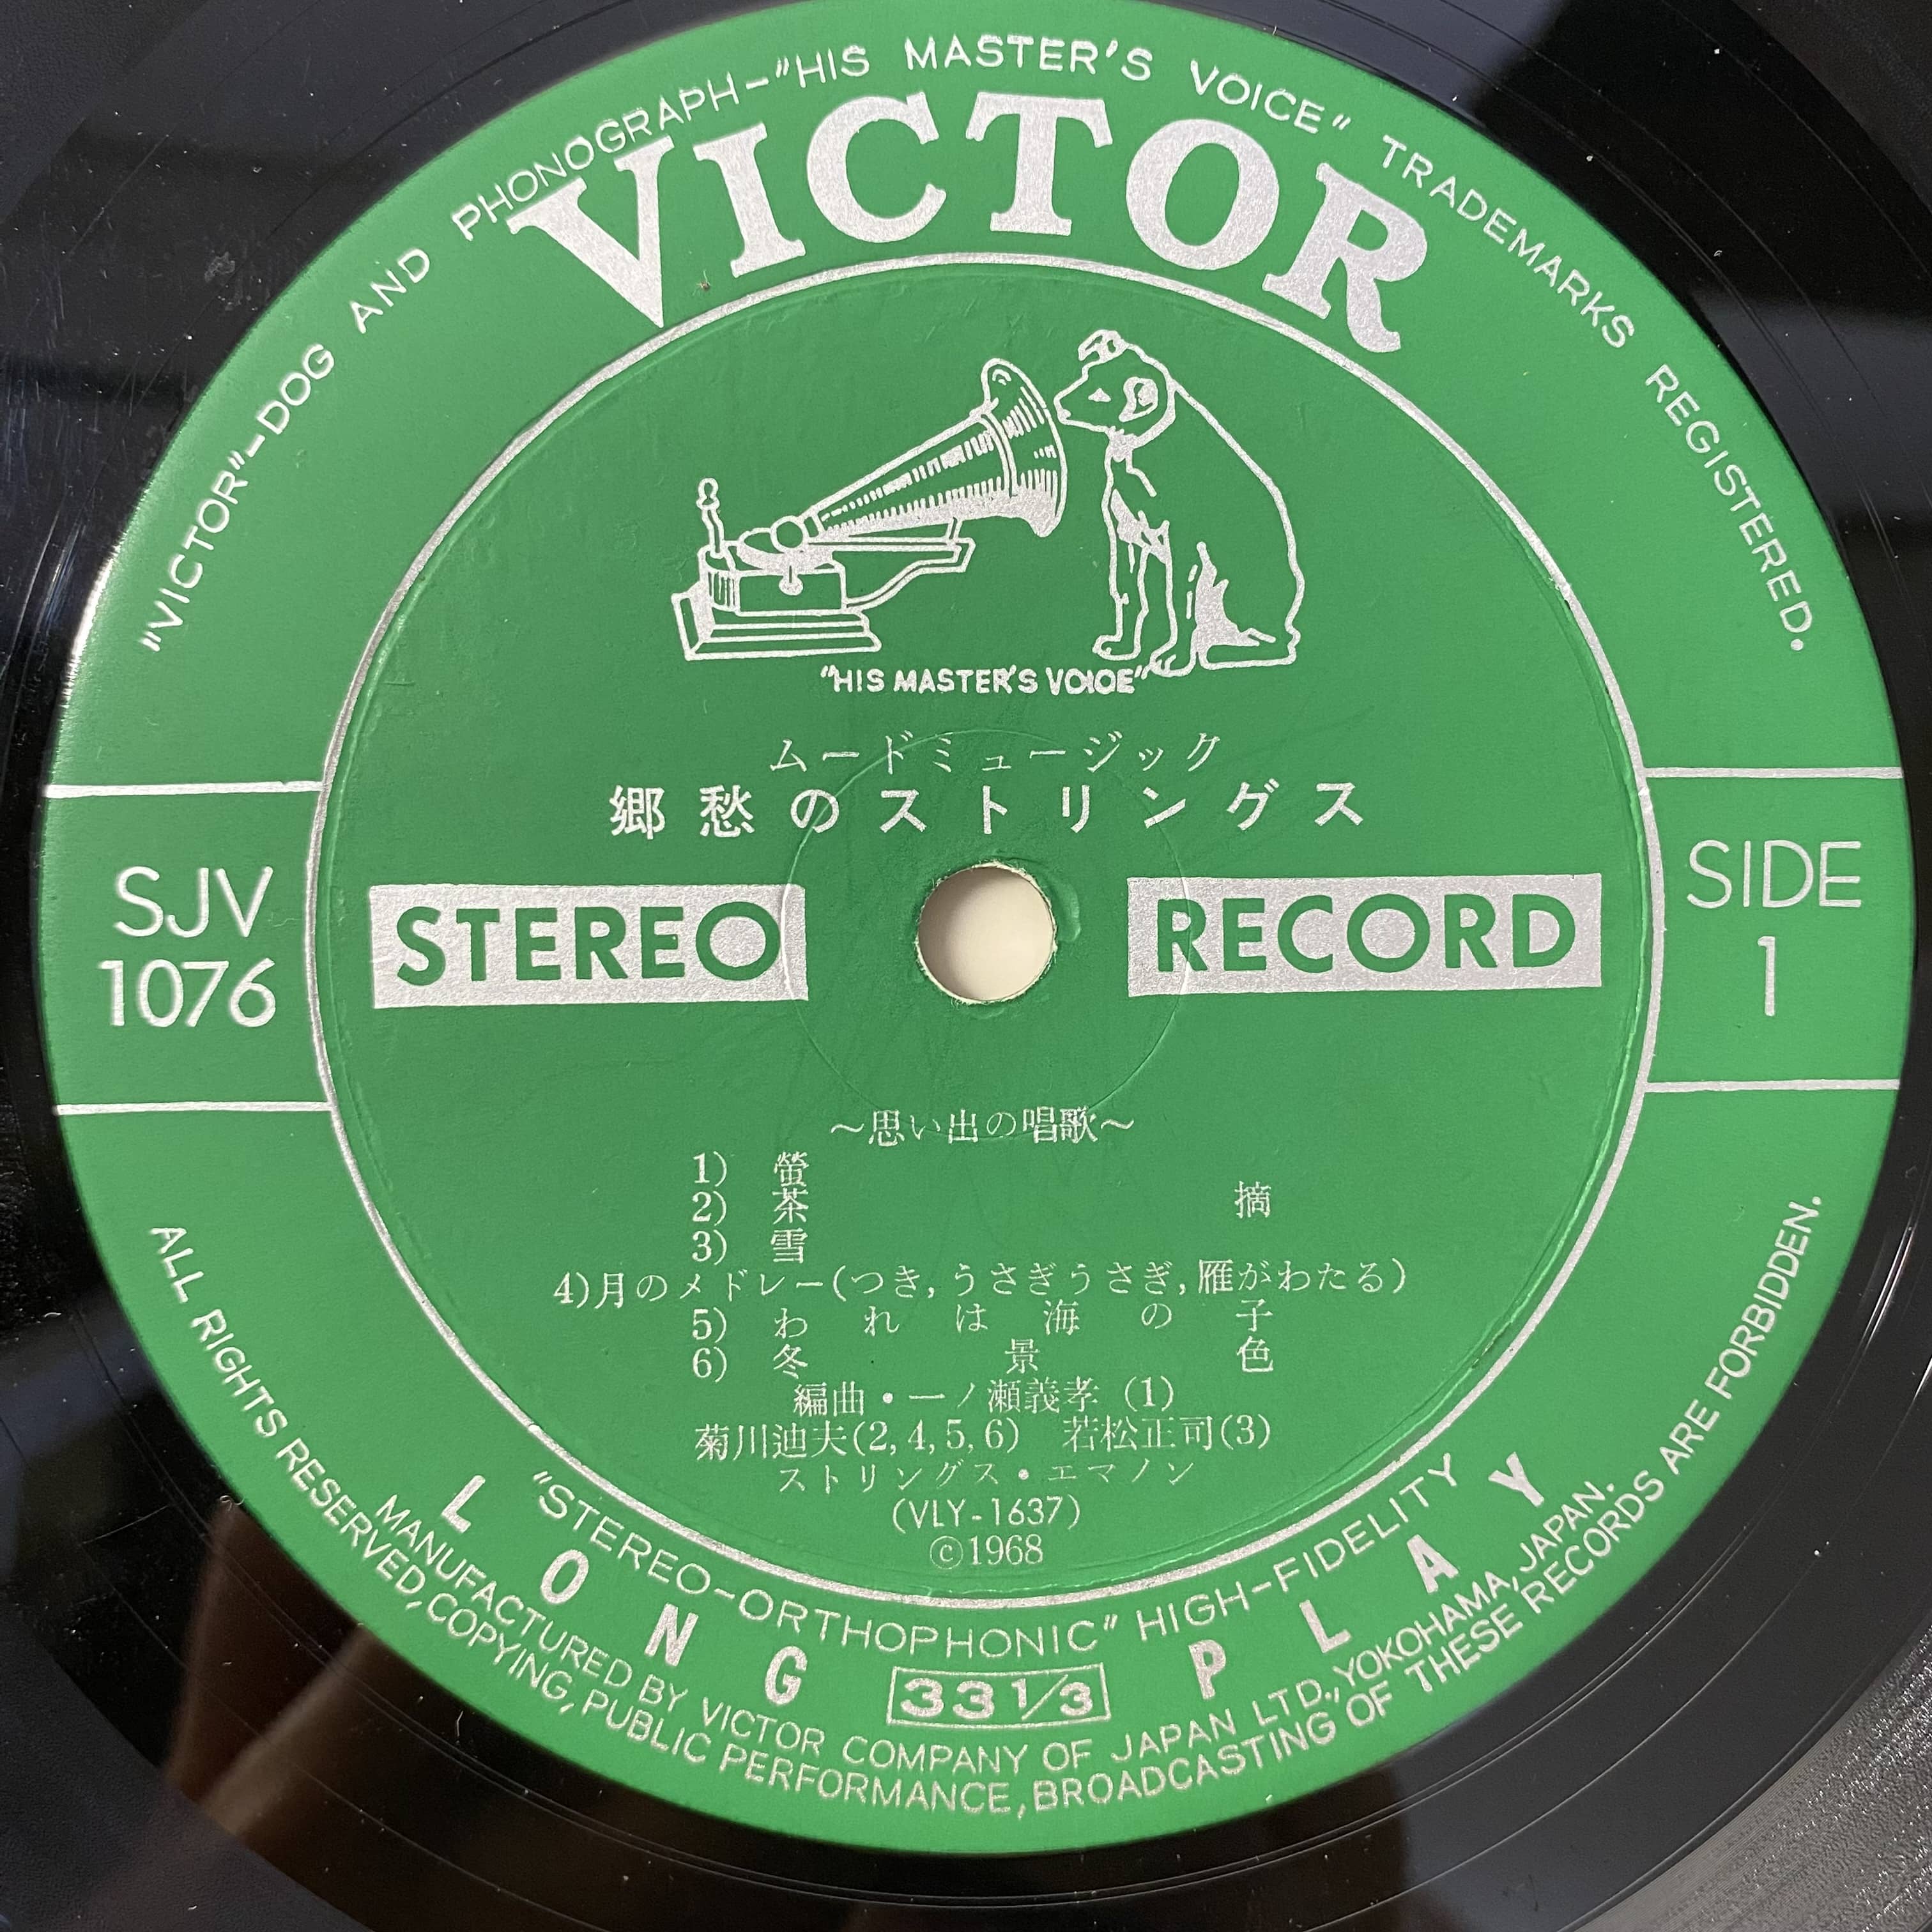 "VICTOR"-DOG AND PHONOGRAPH-"HIS MASTER'S VOICE" TRADEMARKS REGISTERED.
VICTOR
"HIS MASTER'S VOICE"
ムードミュージック
郷愁のストリングス
SJV
1076
STEREO RECORD
SIDE
1
〜思い出の唱歌〜
1) 螢
2) 茶 摘
3) 雪
4)月のメドレー(つき,うさぎうさぎ,雁がわたる)
5) われは海の子
6) 冬景色
編曲・一ノ瀬義孝 (1)
菊川迪夫(2,4,5,6) 若松正司(3)
ストリングス・エマノン
(VLY-1637)
©1968
"STEREO-ORTHOPHONIC" HIGH-FIDELITY
LONG PLAY
33 1/3
MANUFACTURED BY VICTOR COMPANY OF JAPAN LTD., YOKOHAMA, JAPAN.
ALL RIGHTS RESERVED, COPYING, PUBLIC PERFORMANCE, BROADCASTING OF THESE RECORDS ARE FORBIDDEN.